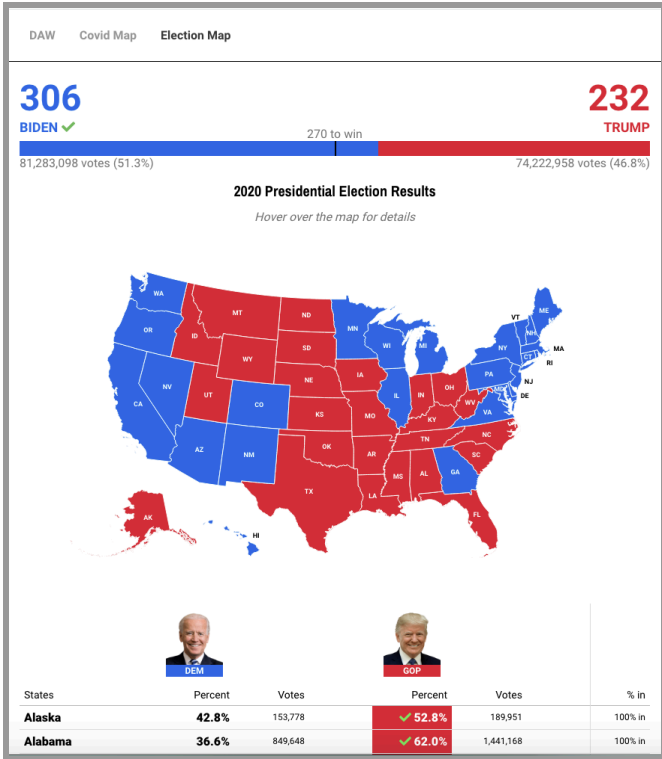 DAW Covid Map Election Map
306 232
BIDEN TRUMP
270 to win
81,283,098 votes (51.3%) 74,222,958 votes (46.8%)
2020 Presidential Election Results
Hover over the map for details
WA
MT
ND
ME
VT
OR
MN
NH
ID
WI
MI
NY
MA
SD
CT
RI
WY
IA
PA
NJ
NE
OH
NV
IL
IN
MD
DE
UT
CO
WV
CA
VA
KS
MO
KY
NC
TN
AZ
OK
NM
AR
SC
MS
AL
GA
TX
LA
FL
AK
HI
DEM GOP
States Percent Votes Percent Votes % in
Alaska 42.8% 153,778 52.8% 189,951 100% in
Alabama 36.6% 849,648 62.0% 1,441,168 100% in